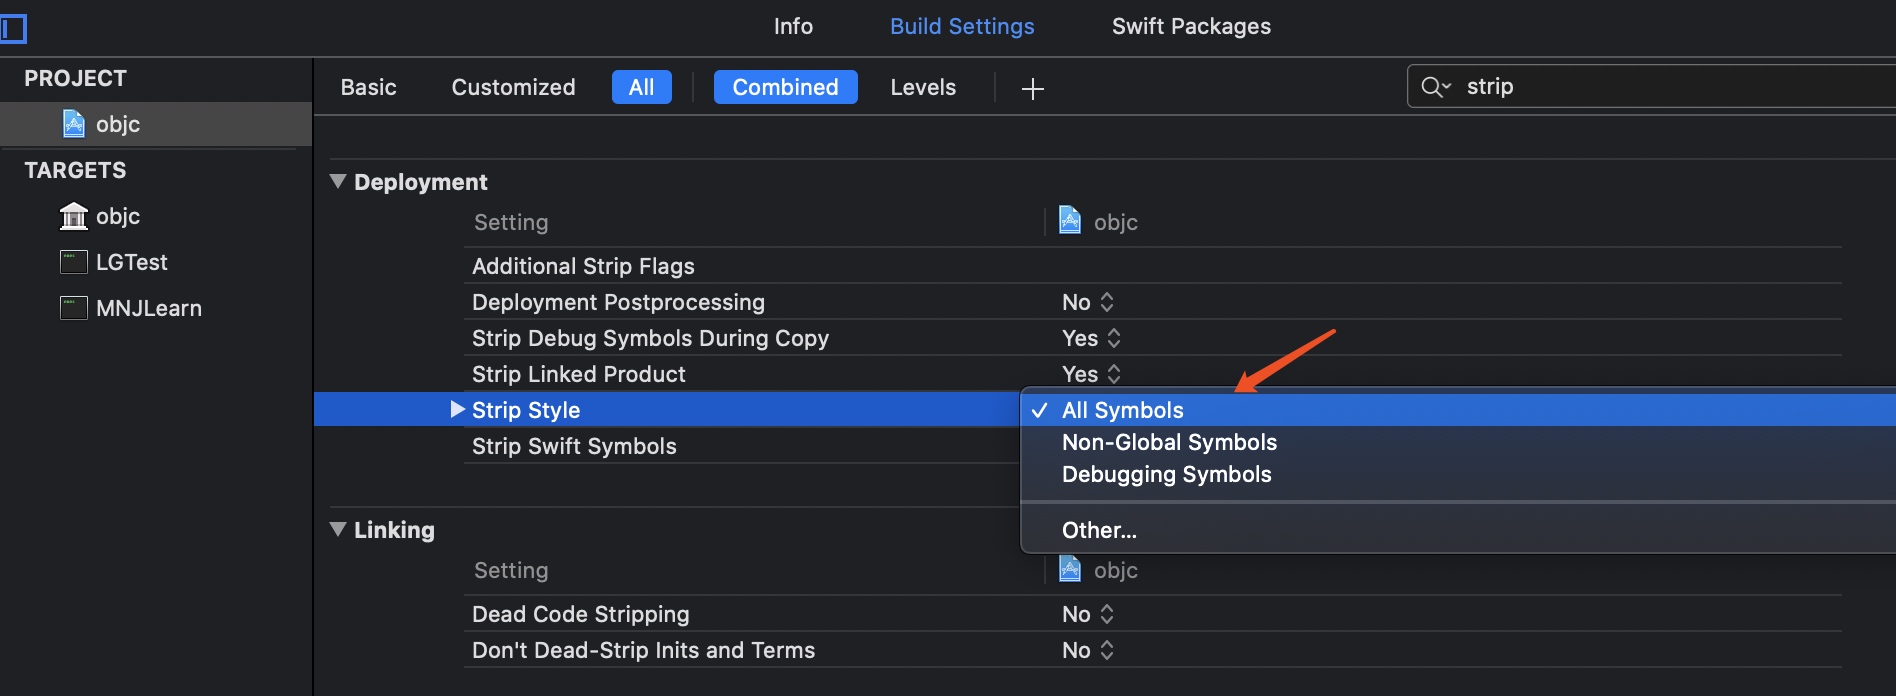 Info Build Settings Swift Packages
PROJECT
objc
TARGETS
objc
LGTest
MNJLearn
Basic Customized All Combined Levels + strip
Deployment
Setting objc
Additional Strip Flags
Deployment Postprocessing No
Strip Debug Symbols During Copy Yes
Strip Linked Product Yes
Strip Style
Strip Swift Symbols
✓ All Symbols
Non-Global Symbols
Debugging Symbols
Other...
Linking
Setting objc
Dead Code Stripping No
Don't Dead-Strip Inits and Terms No